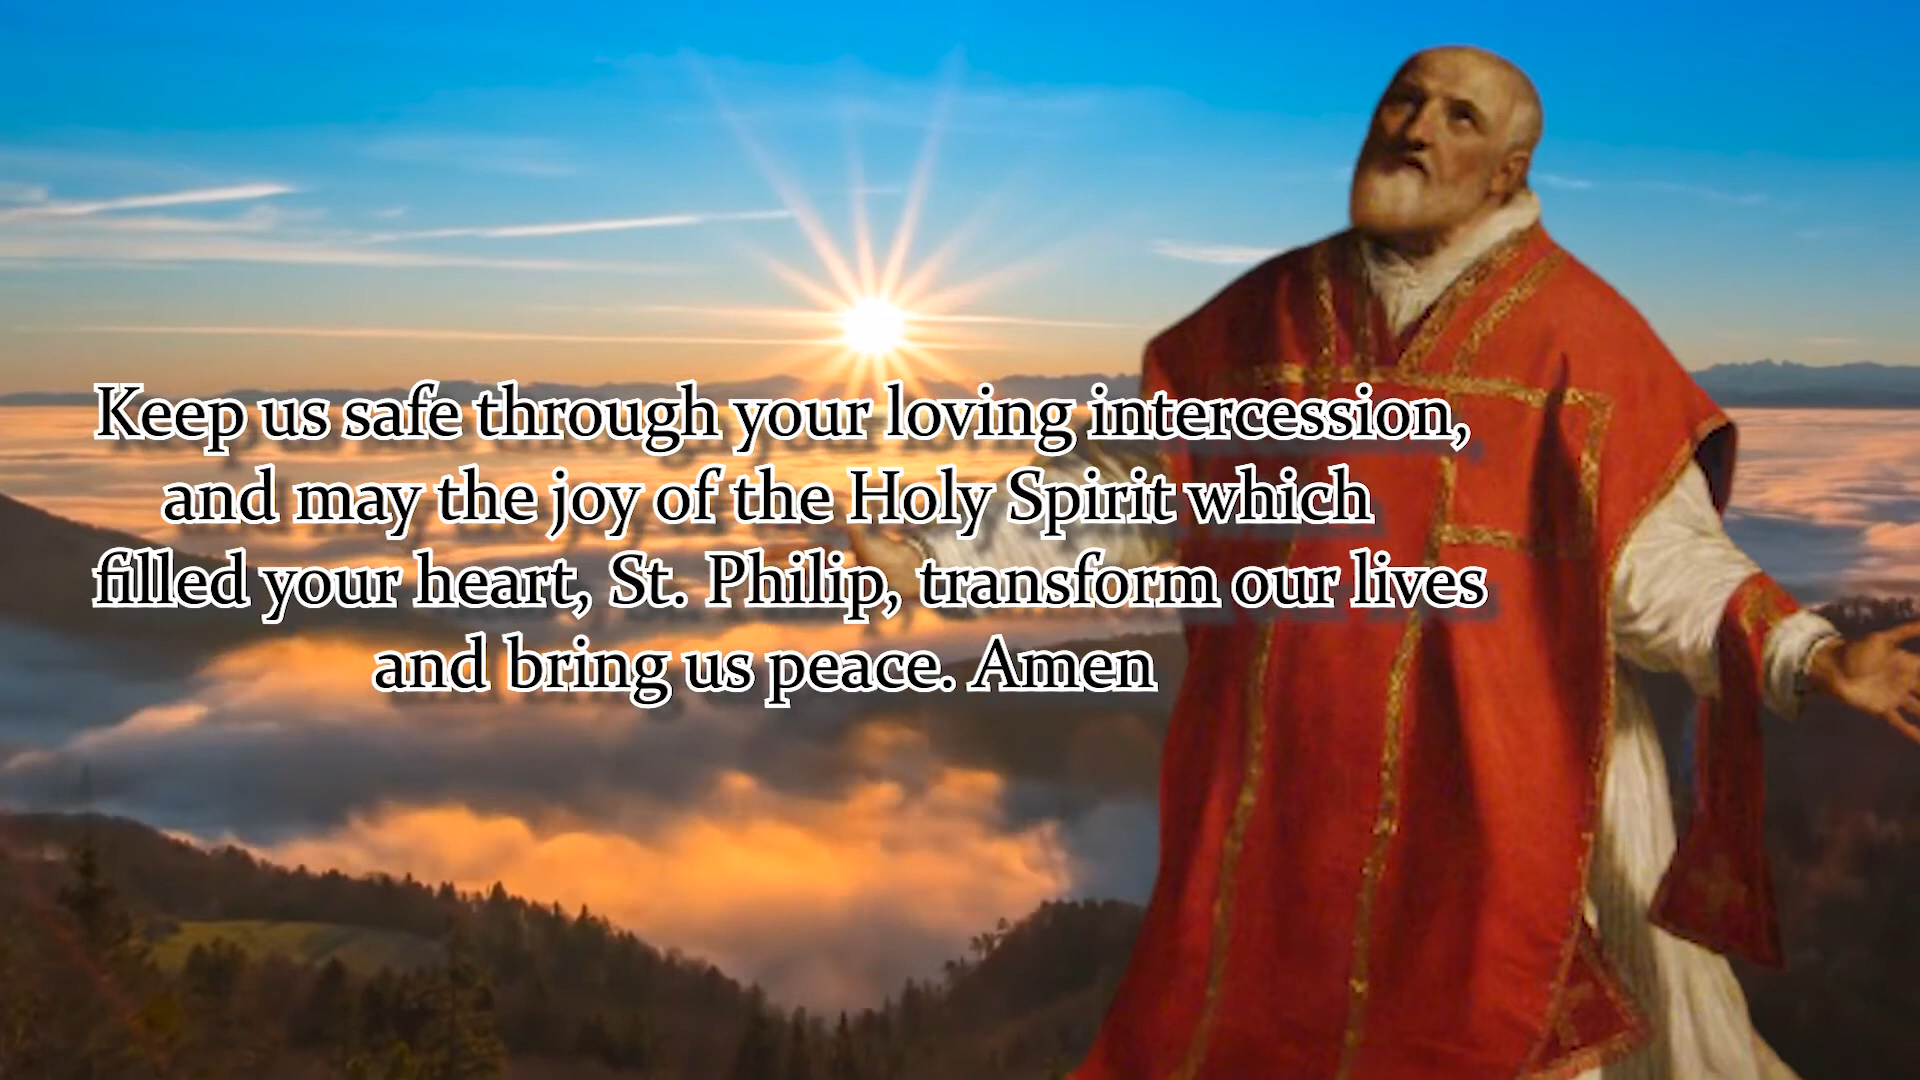 Keep us safe through your loving intercession,
and may the joy of the Holy Spirit which
filled your heart, St. Philip, transform our lives
and bring us peace. Amen